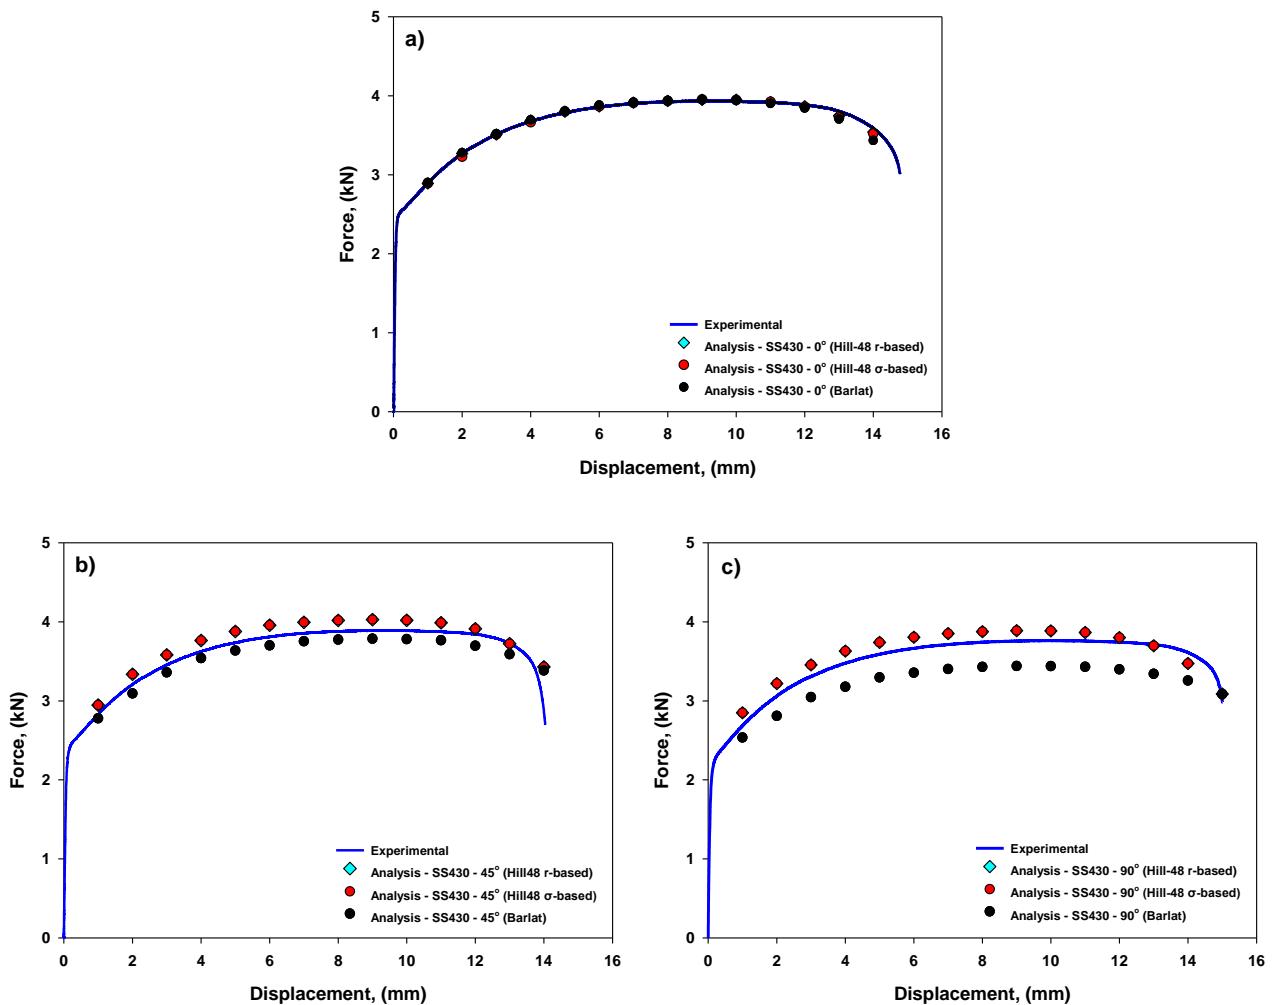 a)
5
4
3
2
1
0
Force, (kN)
Experimental
Analysis - SS430 - 0° (Hill-48 r-based)
Analysis - SS430 - 0° (Hill-48 σ-based)
Analysis - SS430 - 0° (Barlat)
0 2 4 6 8 10 12 14 16
Displacement, (mm)
b)
5
4
3
2
1
0
Force, (kN)
Experimental
Analysis - SS430 - 45° (Hill48 r-based)
Analysis - SS430 - 45° (Hill48 σ-based)
Analysis - SS430 - 45° (Barlat)
0 2 4 6 8 10 12 14 16
Displacement, (mm)
c)
5
4
3
2
1
0
Force, (kN)
Experimental
Analysis - SS430 - 90° (Hill-48 r-based)
Analysis - SS430 - 90° (Hill-48 σ-based)
Analysis - SS430 - 90° (Barlat)
0 2 4 6 8 10 12 14 16
Displacement, (mm)